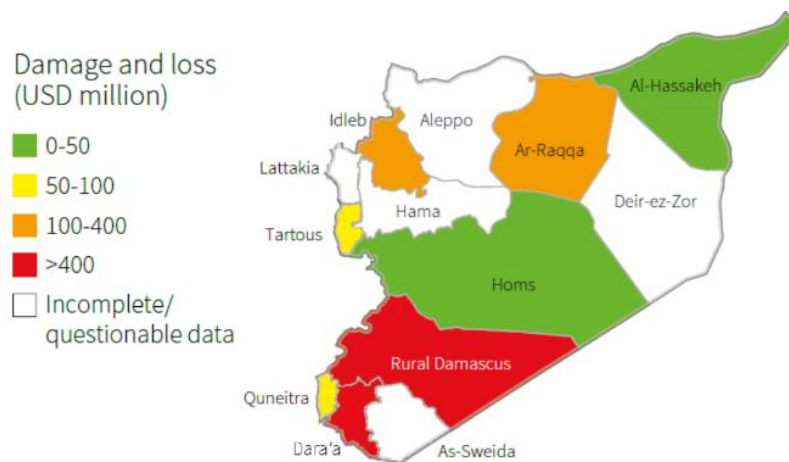 Damage and loss
(USD million)
0-50
50-100
100-400
>400
Incomplete/
questionable data
Al-Hassakeh
Idleb
Aleppo
Ar-Raqqa
Lattakia
Deir-ez-Zor
Hama
Tartous
Homs
Rural Damascus
Quneitra
Dara'a
As-Sweida